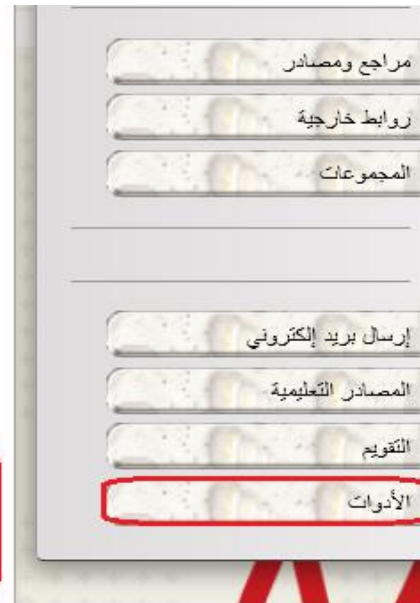 مراجع ومصادر
روابط خارجية
المجموعات
إرسال بريد إلكتروني
المصادر التعليمية
التقويم
الأدوات